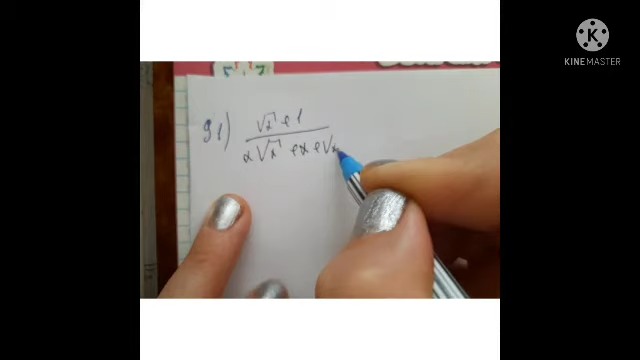 91)
√x e 1
x √x e x e √x
K
KINEMASTER